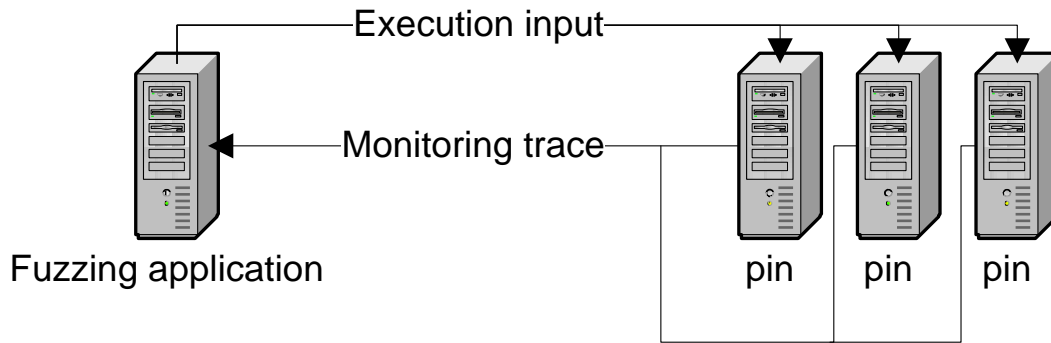 Execution input
Monitoring trace
Fuzzing application
pin
pin
pin